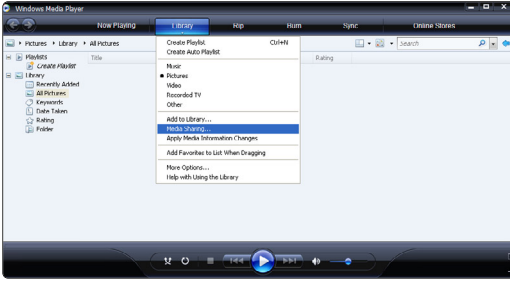 Windows Media Player
Now Playing Library Rip Burn Sync Online Stores
Pictures Library All Pictures Search
Playlists
Create Playlist
Library
Recently Added
All Pictures
Keywords
Date Taken
Rating
Folder
Title Rating
Create Playlist Ctrl+N
Create Auto Playlist
Music
Pictures
Video
Recorded TV
Other
Add to Library...
Media Sharing...
Apply Media Information Changes
Add Favorites to List When Dragging
More Options...
Help with Using the Library